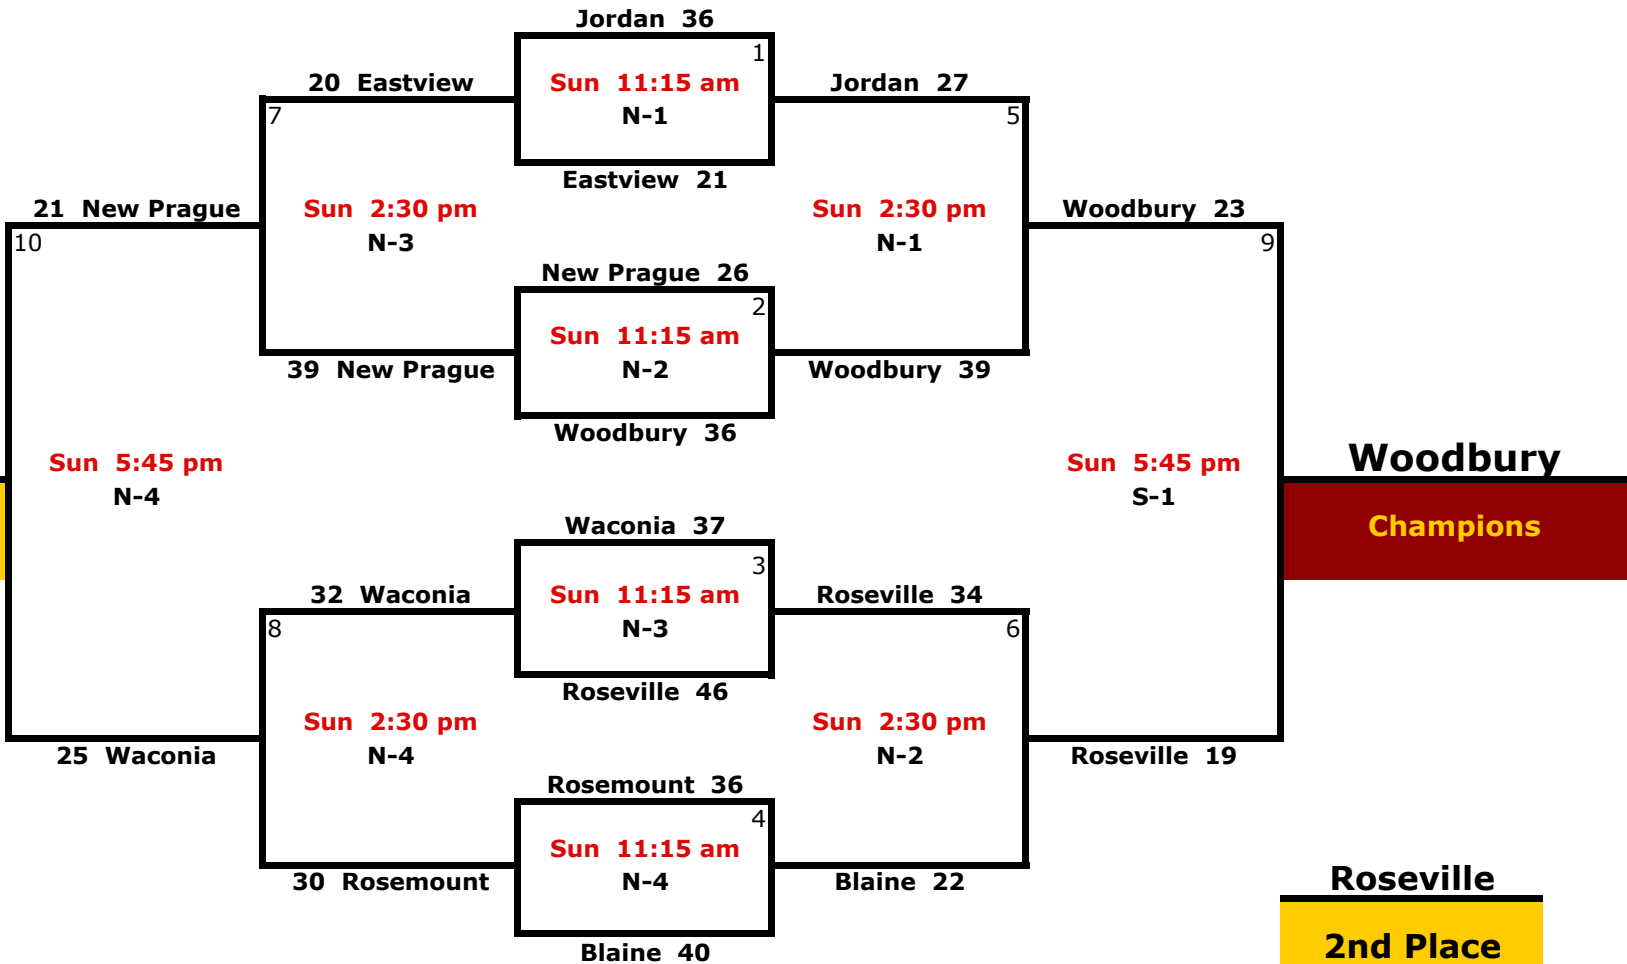 Jordan 36
1
20 Eastview
Sun 11:15 am
Jordan 27
7
N-1
5
Eastview 21
21 New Prague
Sun 2:30 pm
Sun 2:30 pm
Woodbury 23
10
N-3
N-1
9
New Prague 26
2
Sun 11:15 am
39 New Prague
N-2
Woodbury 39
Woodbury 36
Sun 5:45 pm
Sun 5:45 pm
Woodbury
N-4
S-1
Waconia 37
Champions
3
32 Waconia
Sun 11:15 am
Roseville 34
8
N-3
6
Roseville 46
Sun 2:30 pm
Sun 2:30 pm
25 Waconia
N-4
N-2
Roseville 19
Rosemount 36
4
Sun 11:15 am
30 Rosemount
N-4
Blaine 22
Roseville
Blaine 40
2nd Place